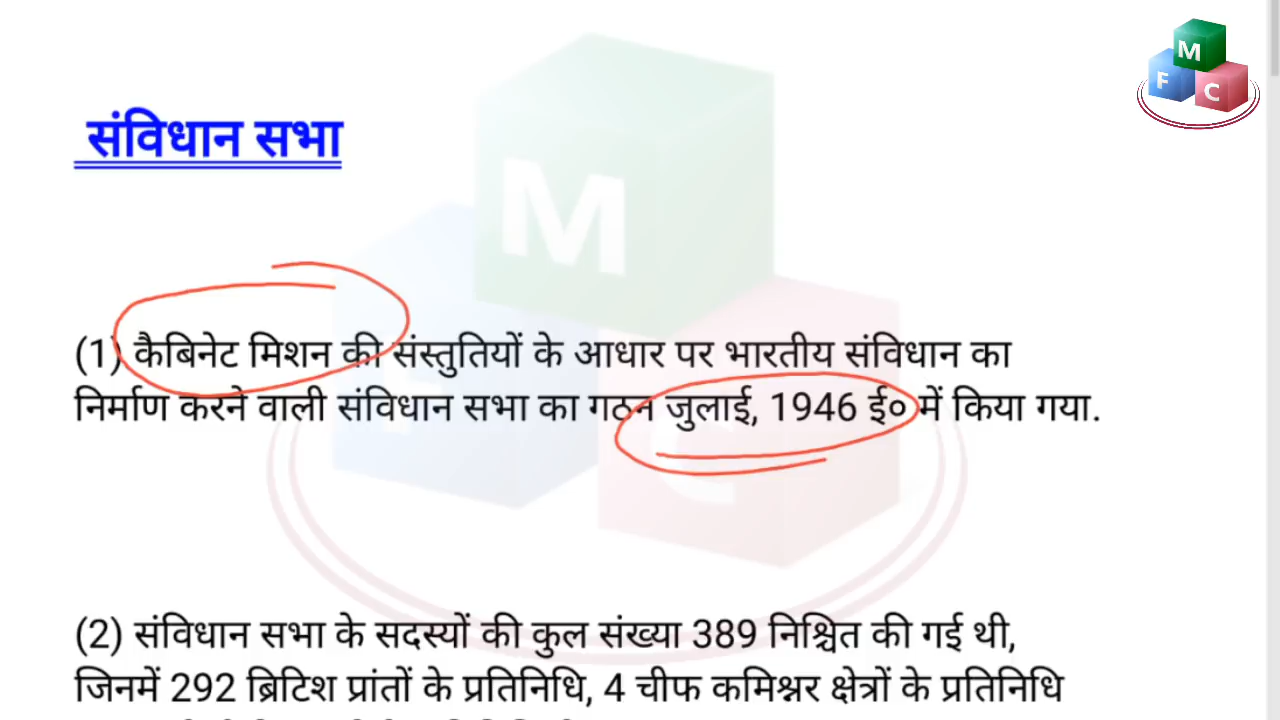 M
F
C
संविधान सभा
(1) कैबिनेट मिशन की संस्तुतियों के आधार पर भारतीय संविधान का
निर्माण करने वाली संविधान सभा का गठन जुलाई, 1946 ई० में किया गया.
(2) संविधान सभा के सदस्यों की कुल संख्या 389 निश्चित की गई थी,
जिनमें 292 ब्रिटिश प्रांतों के प्रतिनिधि, 4 चीफ कमिश्नर क्षेत्रों के प्रतिनिधि